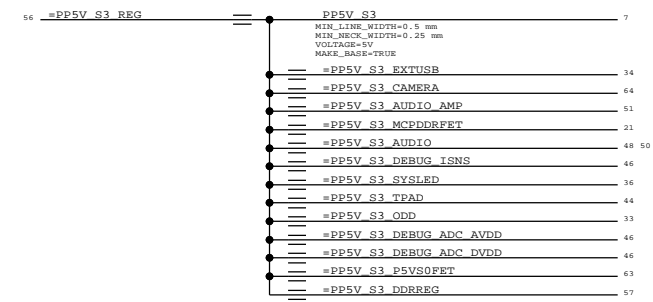 56 =PP5V_S3_REG PP5V_S3 7
MIN_LINE_WIDTH=0.5 mm
MIN_NECK_WIDTH=0.25 mm
VOLTAGE=5V
MAKE_BASE=TRUE
=PP5V_S3_EXTUSB 34
=PP5V_S3_CAMERA 64
=PP5V_S3_AUDIO_AMP 51
=PP5V_S3_MCPDDRFET 21
=PP5V_S3_AUDIO 48 50
=PP5V_S3_DEBUG_ISNS 46
=PP5V_S3_SYSLED 36
=PP5V_S3_TPAD 44
=PP5V_S3_ODD 33
=PP5V_S3_DEBUG_ADC_AVDD 46
=PP5V_S3_DEBUG_ADC_DVDD 46
=PP5V_S3_P5VS0FET 63
=PP5V_S3_DDRREG 57